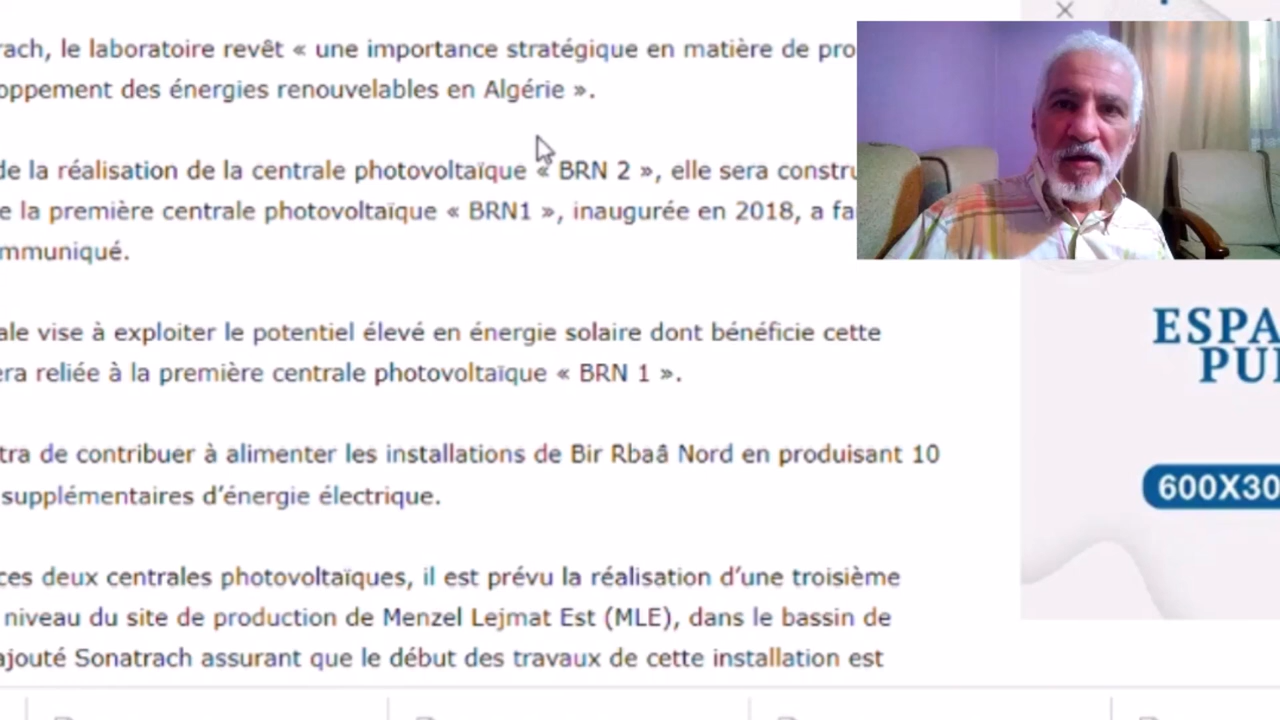 rach, le laboratoire revêt « une importance stratégique en matière de pro
oppement des énergies renouvelables en Algérie ».
de la réalisation de la centrale photovoltaïque « BRN 2 », elle sera constru
e la première centrale photovoltaïque « BRN1 », inaugurée en 2018, a fa
mmuniqué.
ale vise à exploiter le potentiel élevé en énergie solaire dont bénéficie cette
era reliée à la première centrale photovoltaïque « BRN 1 ».
tra de contribuer à alimenter les installations de Bir Rbaâ Nord en produisant 10
supplémentaires d'énergie électrique.
ces deux centrales photovoltaïques, il est prévu la réalisation d'une troisième
niveau du site de production de Menzel Lejmat Est (MLE), dans le bassin de
ajouté Sonatrach assurant que le début des travaux de cette installation est
ESPA
PU
600X30